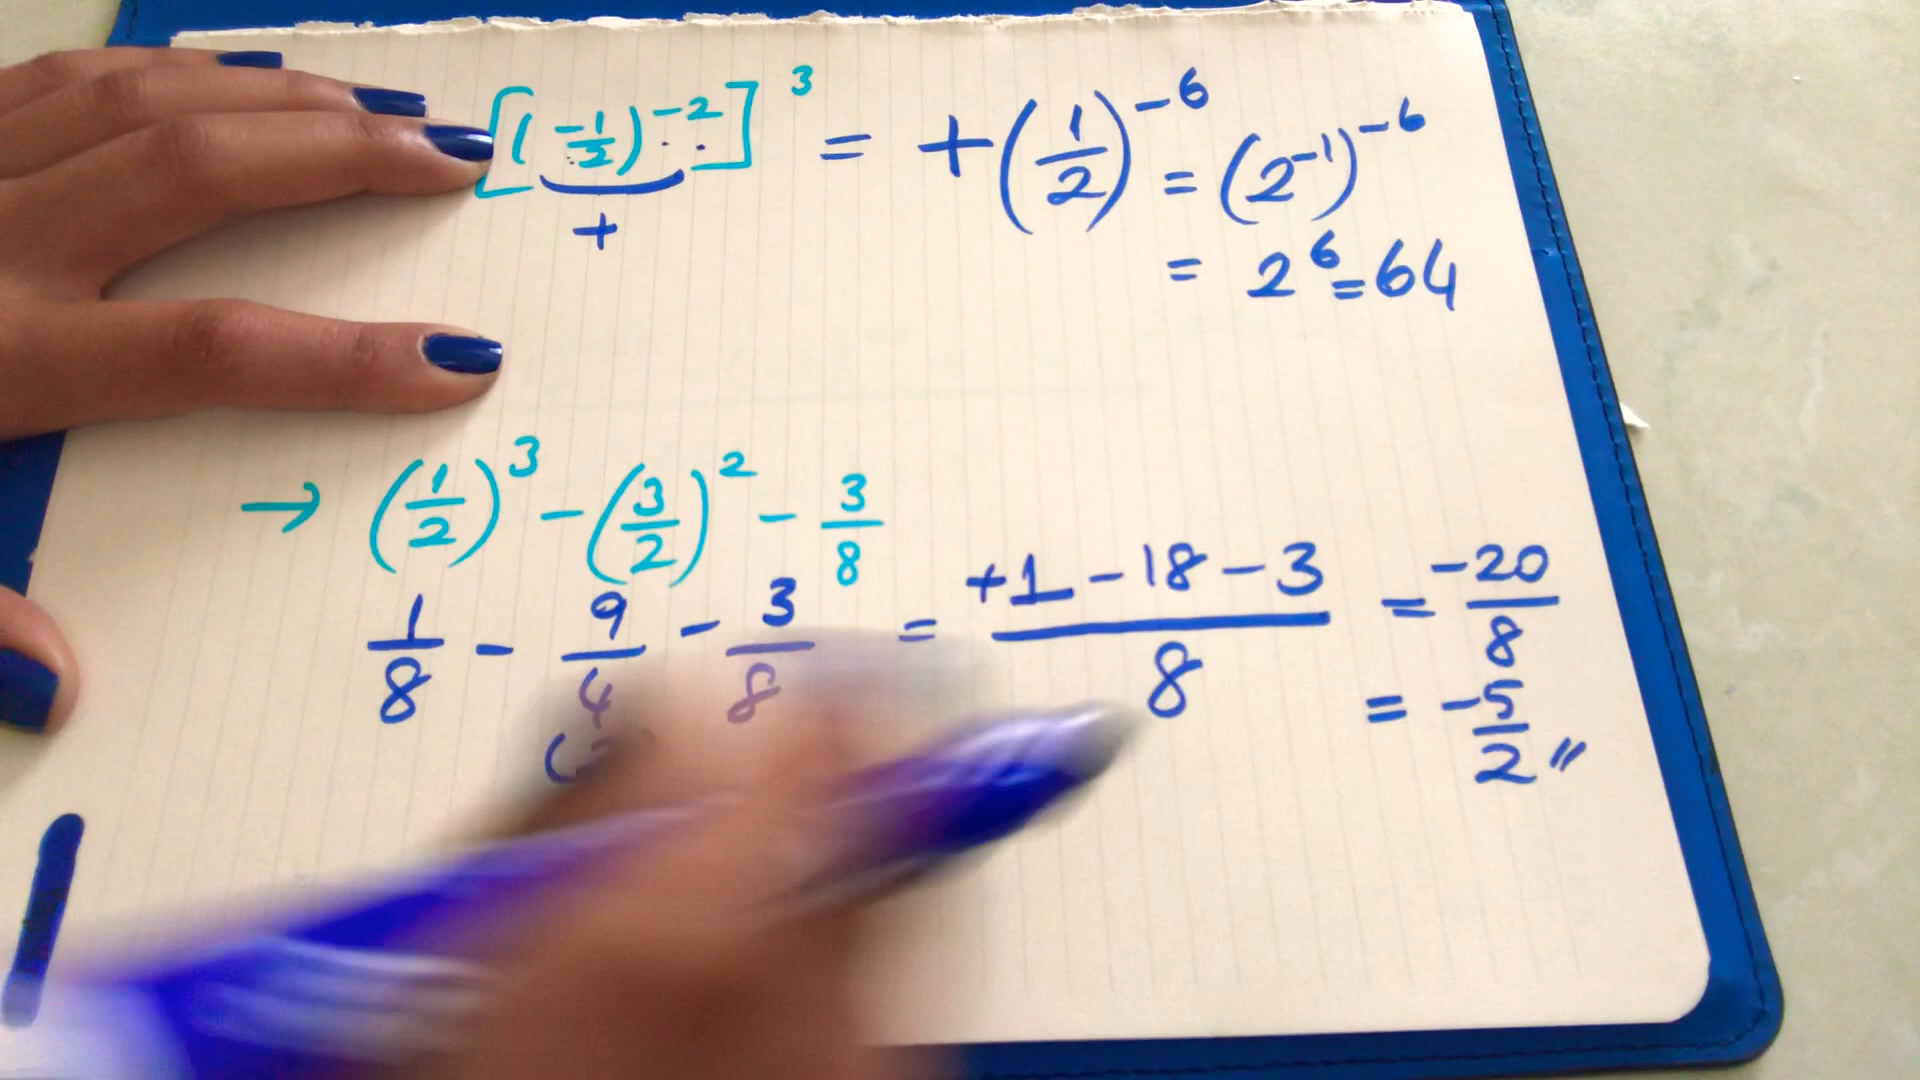 [(-1/2)^-2]^3 = +(1/2)^-6 = (2^-1)^-6
+
= 2^6 = 64
→ (1/2)^3 - (3/2)^2 - 3/8
1/8 - 9/4 - 3/8 = +1-18-3/8 = -20/8
= -5/2 //